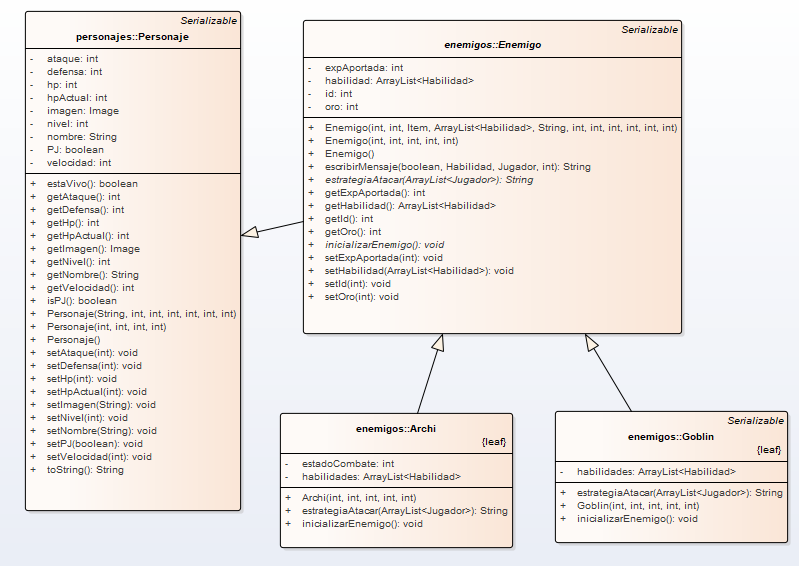 Serializable
personajes::Personaje
- ataque: int
- defensa: int
- hp: int
- hpActual: int
- imagen: Image
- nivel: int
- nombre: String
- PJ: boolean
- velocidad: int
+ estaVivo(): boolean
+ getAtaque(): int
+ getDefensa(): int
+ getHp(): int
+ getHpActual(): int
+ getImagen(): Image
+ getNivel(): int
+ getNombre(): String
+ getVelocidad(): int
+ isPJ(): boolean
+ Personaje(String, int, int, int, int, int, int)
+ Personaje(int, int, int, int)
+ Personaje()
+ setAtaque(int): void
+ setDefensa(int): void
+ setHp(int): void
+ setHpActual(int): void
+ setImagen(String): void
+ setNivel(int): void
+ setNombre(String): void
+ setPJ(boolean): void
+ setVelocidad(int): void
+ toString(): String
Serializable
enemigos::Enemigo
- expAportada: int
- habilidad: ArrayList<Habilidad>
- id: int
- oro: int
+ Enemigo(int, int, Item, ArrayList<Habilidad>, String, int, int, int, int, int, int)
+ Enemigo(int, int, int, int, int)
+ Enemigo()
+ escribirMensaje(boolean, Habilidad, Jugador, int): String
+ estrategiaAtacar(ArrayList<Jugador>): String
+ getExpAportada(): int
+ getHabilidad(): ArrayList<Habilidad>
+ getId(): int
+ getOro(): int
+ inicializarEnemigo(): void
+ setExpAportada(int): void
+ setHabilidad(ArrayList<Habilidad>): void
+ setId(int): void
+ setOro(int): void
enemigos::Archi
{leaf}
- estadoCombate: int
- habilidades: ArrayList<Habilidad>
+ Archi(int, int, int, int, int)
+ estrategiaAtacar(ArrayList<Jugador>): String
+ inicializarEnemigo(): void
Serializable
enemigos::Goblin
{leaf}
- habilidades: ArrayList<Habilidad>
+ estrategiaAtacar(ArrayList<Jugador>): String
+ Goblin(int, int, int, int, int)
+ inicializarEnemigo(): void